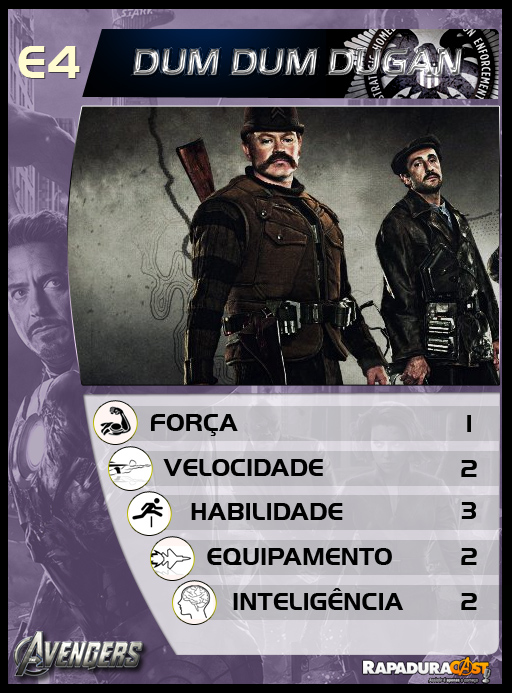 E4
DUM DUM DUGAN
FORÇA 1
VELOCIDADE 2
HABILIDADE 3
EQUIPAMENTO 2
INTELIGÊNCIA 2
AVENGERS
RAPADURACAST